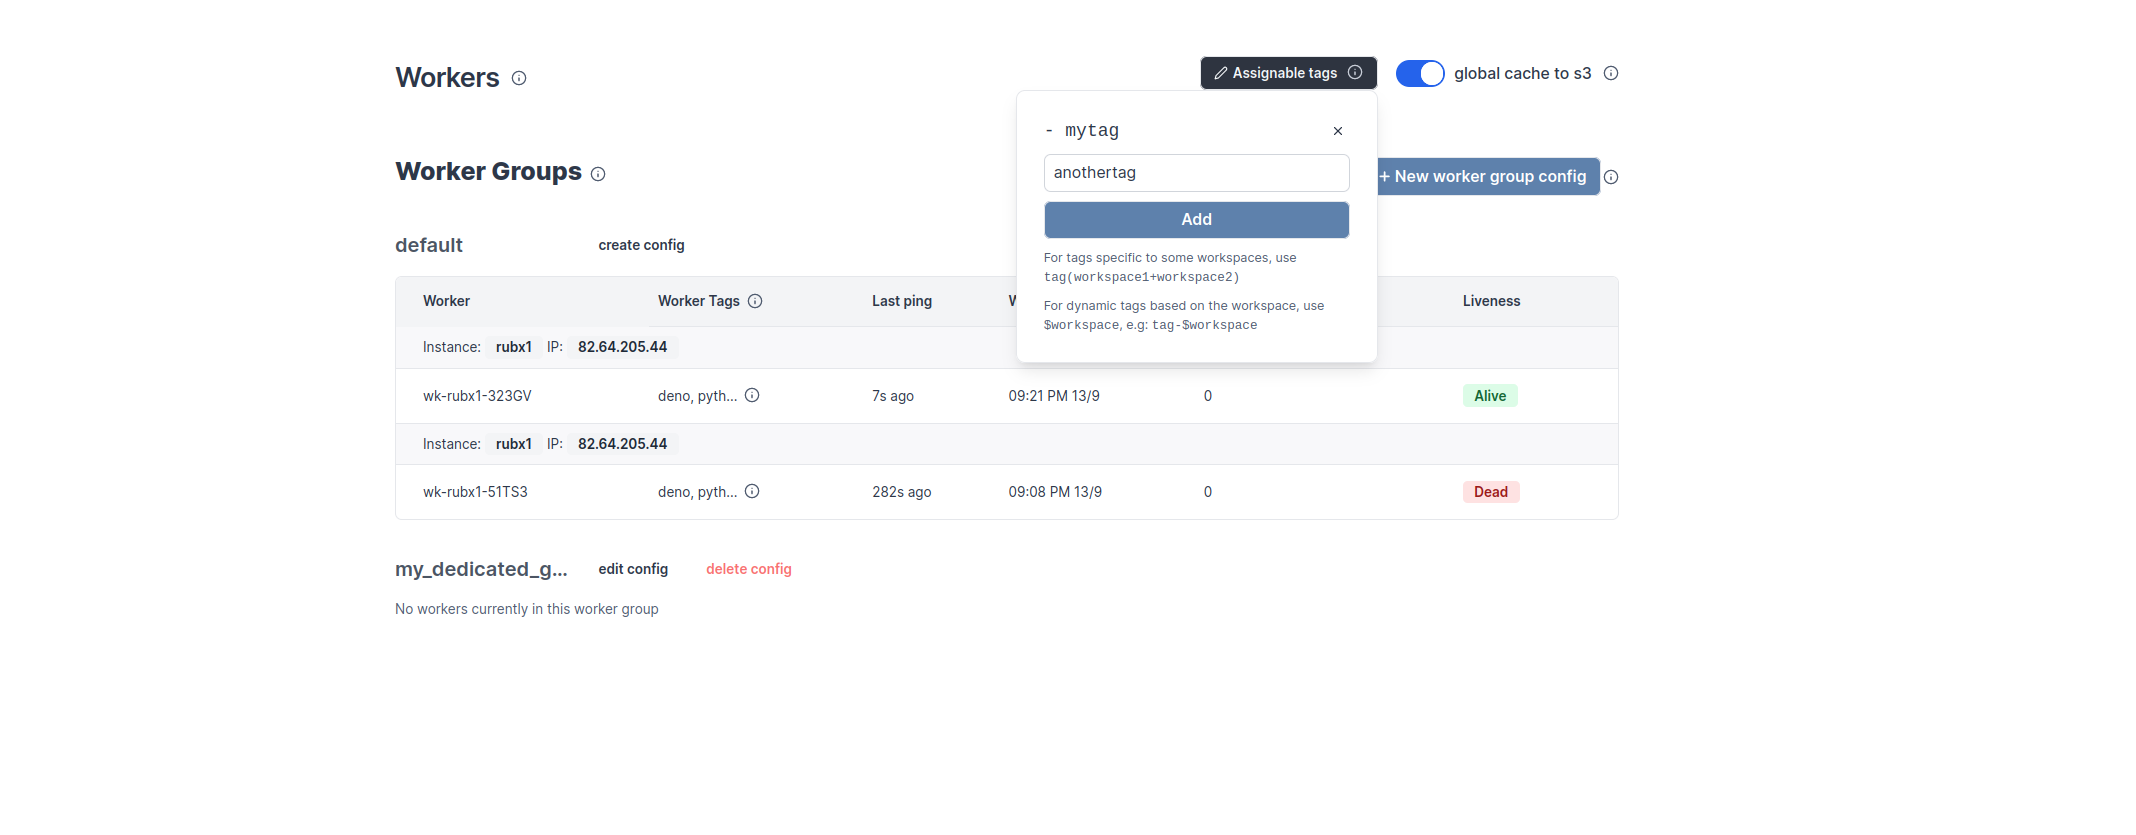 Workers
Assignable tags
global cache to s3
- mytag
×
Worker Groups
anothertag
+ New worker group config
Add
default
create config
For tags specific to some workspaces, use
tag(workspace1+workspace2)
For dynamic tags based on the workspace, use
$workspace, e.g: tag-$workspace
Worker Worker Tags Last ping Liveness
Instance: rubx1 IP: 82.64.205.44
wk-rubx1-323GV deno, pyth... 7s ago 09:21 PM 13/9 0 Alive
Instance: rubx1 IP: 82.64.205.44
wk-rubx1-51TS3 deno, pyth... 282s ago 09:08 PM 13/9 0 Dead
my_dedicated_g... edit config delete config
No workers currently in this worker group